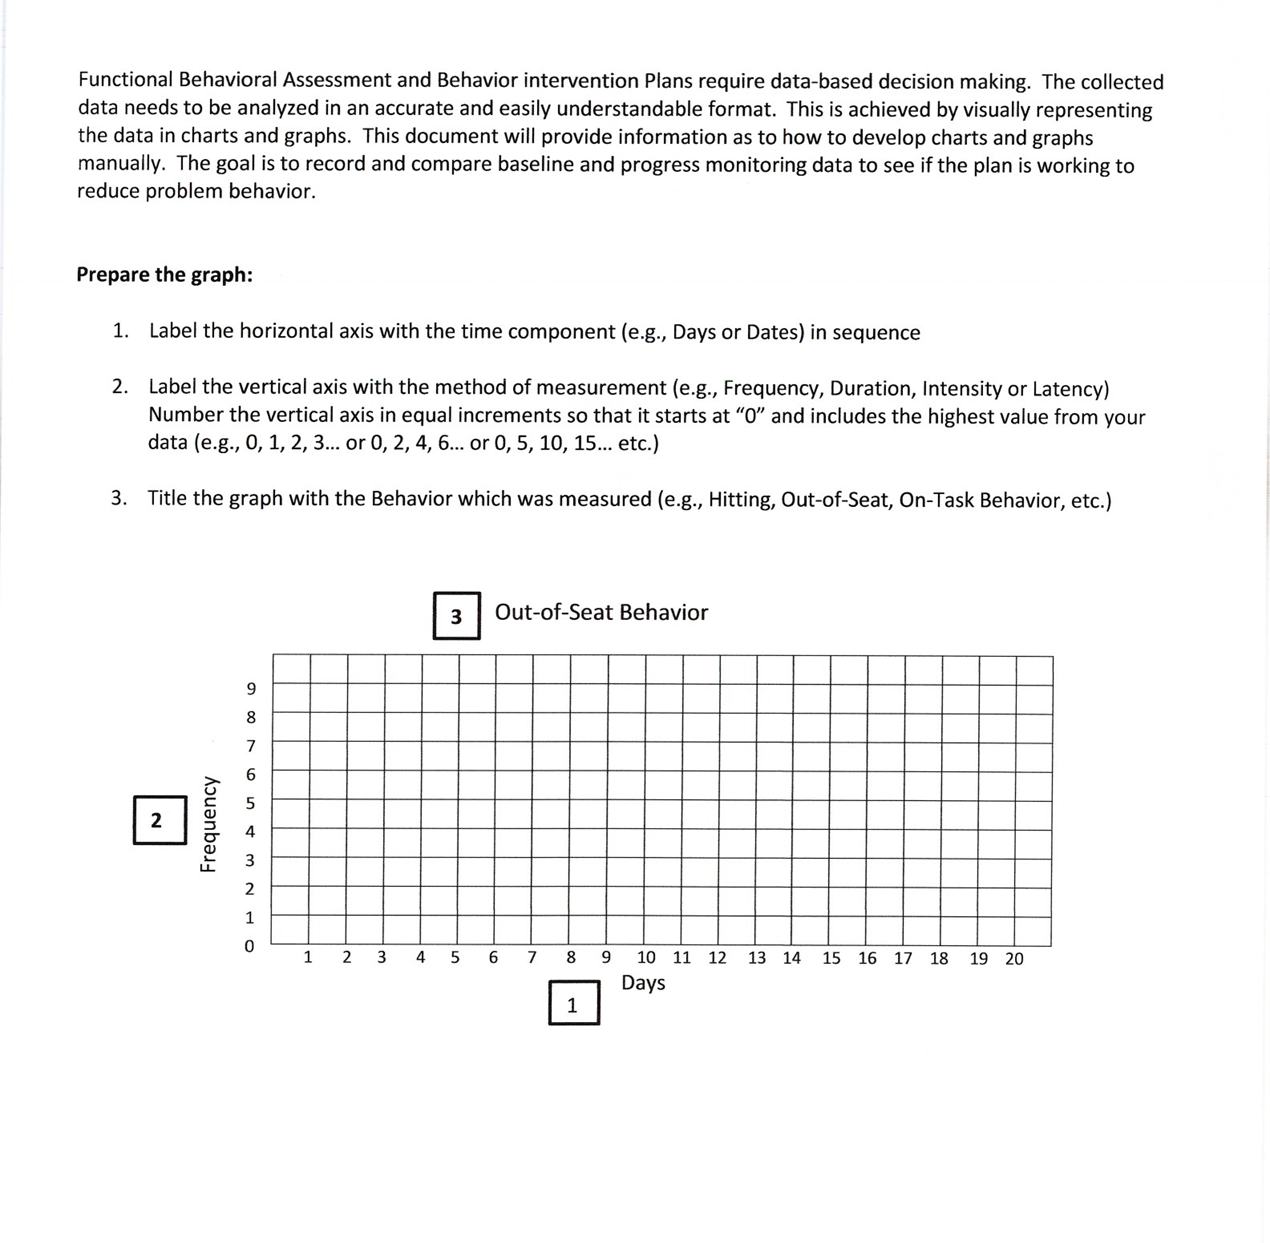 Functional Behavioral Assessment and Behavior intervention Plans require data-based decision making.  The collected
data needs to be analyzed in an accurate and easily understandable format.  This is achieved by visually representing
the data in charts and graphs.  This document will provide information as to how to develop charts and graphs
manually.  The goal is to record and compare baseline and progress monitoring data to see if the plan is working to
reduce problem behavior.
Prepare the graph:
1. Label the horizontal axis with the time component (e.g., Days or Dates) in sequence
2. Label the vertical axis with the method of measurement (e.g., Frequency, Duration, Intensity or Latency)
Number the vertical axis in equal increments so that it starts at “0” and includes the highest value from your
data (e.g., 0, 1, 2, 3... or 0, 2, 4, 6... or 0, 5, 10, 15... etc.)
3. Title the graph with the Behavior which was measured (e.g., Hitting, Out-of-Seat, On-Task Behavior, etc.)
3 Out-of-Seat Behavior
9
8
7
6
5
4
3
2
1
0
2
Frequency
1 2 3 4 5 6 7 8 9 10 11 12 13 14 15 16 17 18 19 20
Days
1